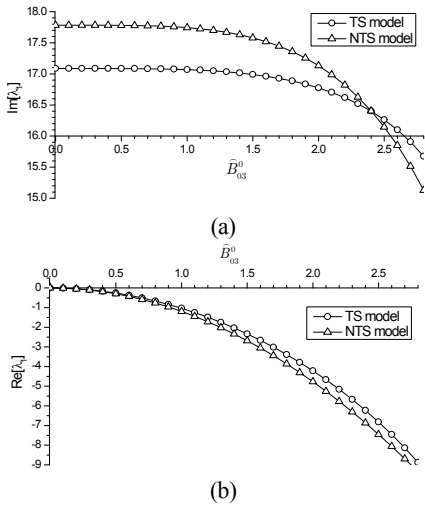 18.0
17.5
17.0
16.5
16.0
15.5
15.0
Im[λ₁]
TS model
NTS model
0.0 0.5 1.0 1.5 2.0 2.5
B̂⁰₀₃
(a)
B̂⁰₀₃
0.0 0.5 1.0 1.5 2.0 2.5
0
-1
-2
-3
-4
-5
-6
-7
-8
-9
Re[λ₁]
TS model
NTS model
(b)